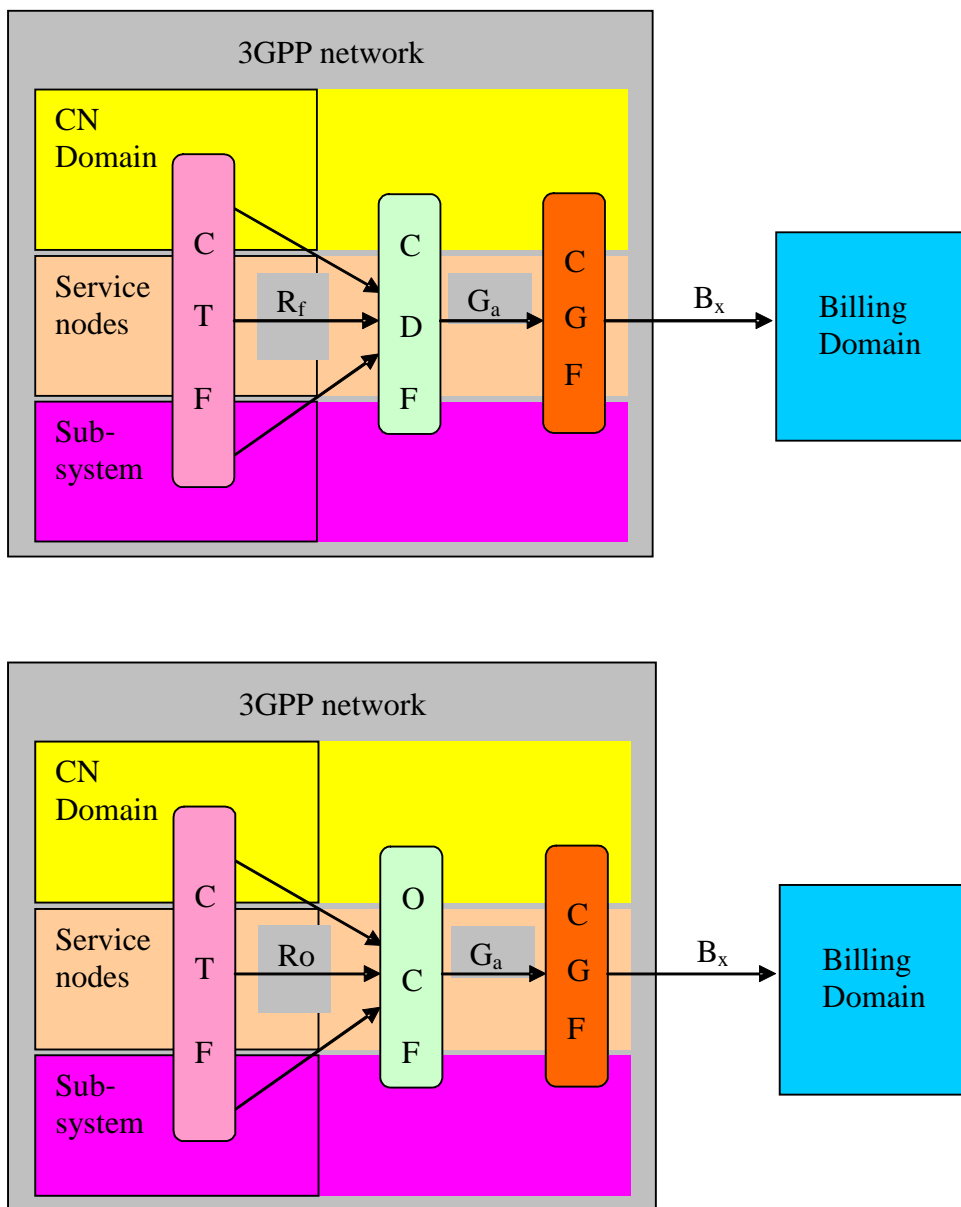 3GPP network
CN
Domain
C
T
F
Service
nodes
Rf
C
D
F
Ga
C
G
F
Bx
Billing
Domain
Sub-
system
3GPP network
CN
Domain
C
T
F
Service
nodes
Ro
O
C
F
Ga
C
G
F
Bx
Billing
Domain
Sub-
system